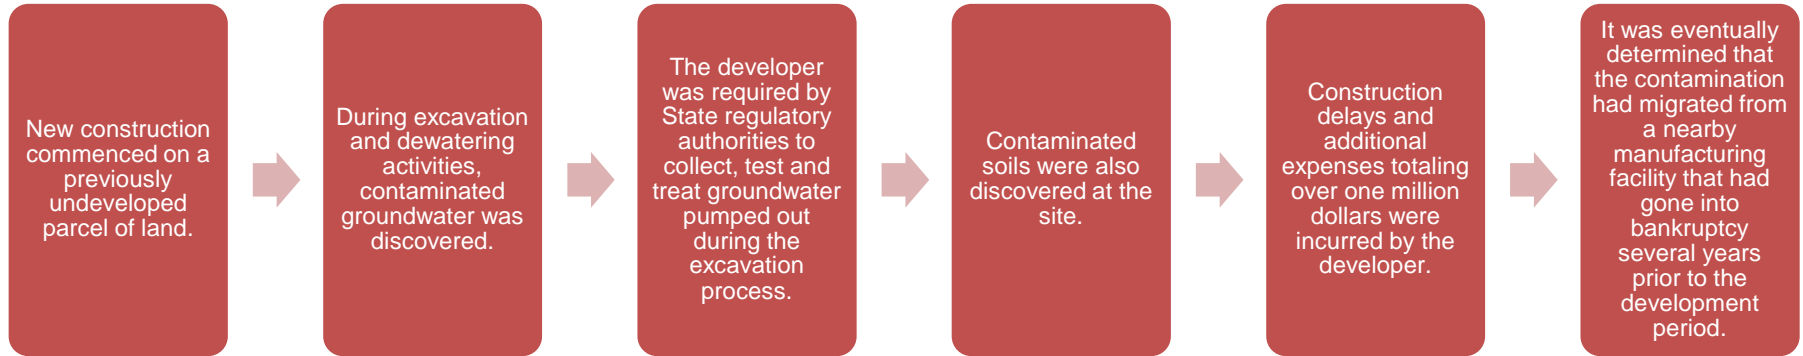 New construction
commenced on a
previously
undeveloped
parcel of land.
During excavation
and dewatering
activities,
contaminated
groundwater was
discovered.
The developer
was required by
State regulatory
authorities to
collect, test and
treat groundwater
pumped out
during the
excavation
process.
Contaminated
soils were also
discovered at the
site.
Construction
delays and
additional
expenses totaling
over one million
dollars were
incurred by the
developer.
It was eventually
determined that
the contamination
had migrated from
a nearby
manufacturing
facility that had
gone into
bankruptcy
several years
prior to the
development
period.